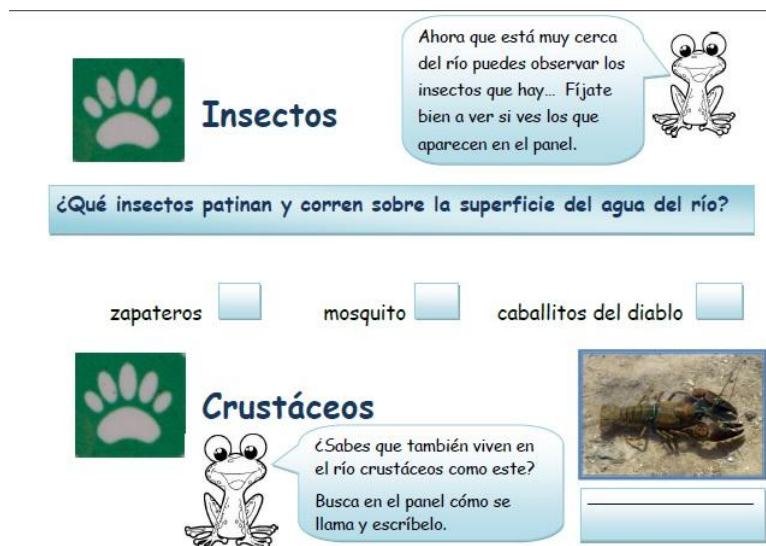 Ahora que está muy cerca
del río puedes observar los
insectos que hay... Fíjate
bien a ver si ves los que
aparecen en el panel.
Insectos
¿Qué insectos patinan y corren sobre la superficie del agua del río?
zapateros
mosquito
caballitos del diablo
Crustáceos
¿Sabes que también viven en
el río crustáceos como este?
Busca en el panel cómo se
llama y escríbelo.